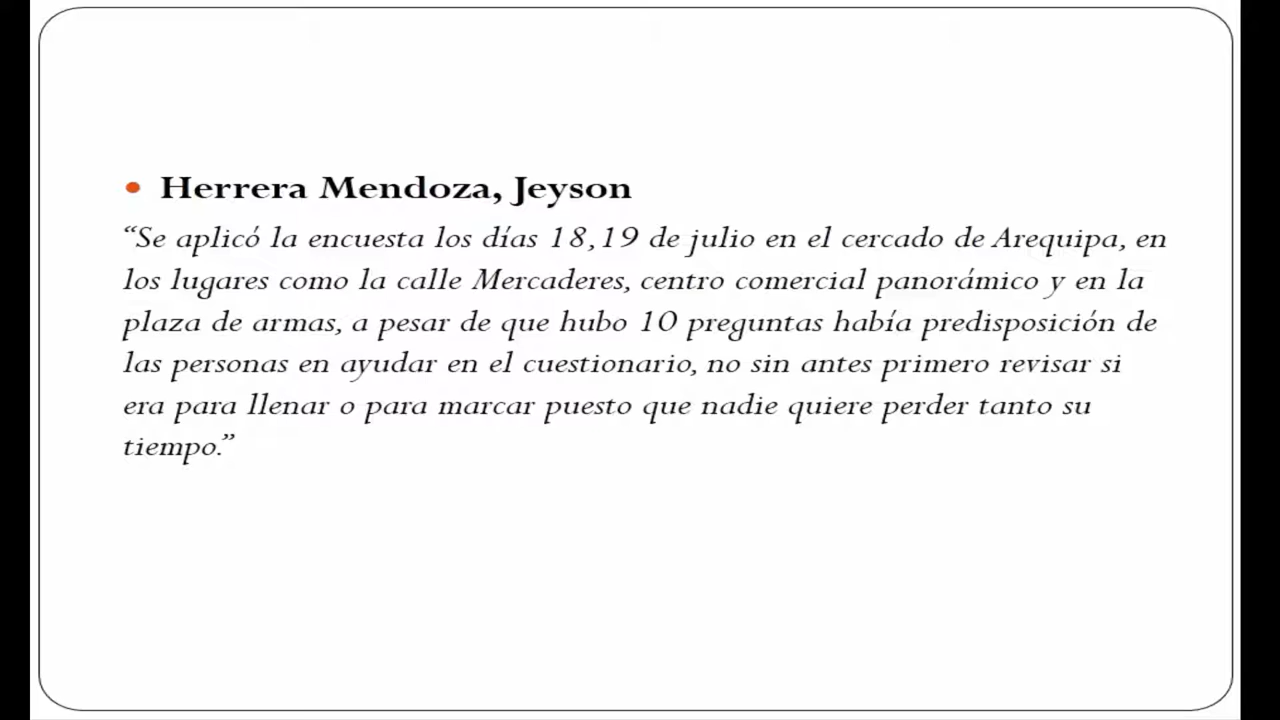 • Herrera Mendoza, Jeyson
“Se aplicó la encuesta los días 18,19 de julio en el cercado de Arequipa, en
los lugares como la calle Mercaderes, centro comercial panorámico y en la
plaza de armas, a pesar de que hubo 10 preguntas había predisposición de
las personas en ayudar en el cuestionario, no sin antes primero revisar si
era para llenar o para marcar puesto que nadie quiere perder tanto su
tiempo.”